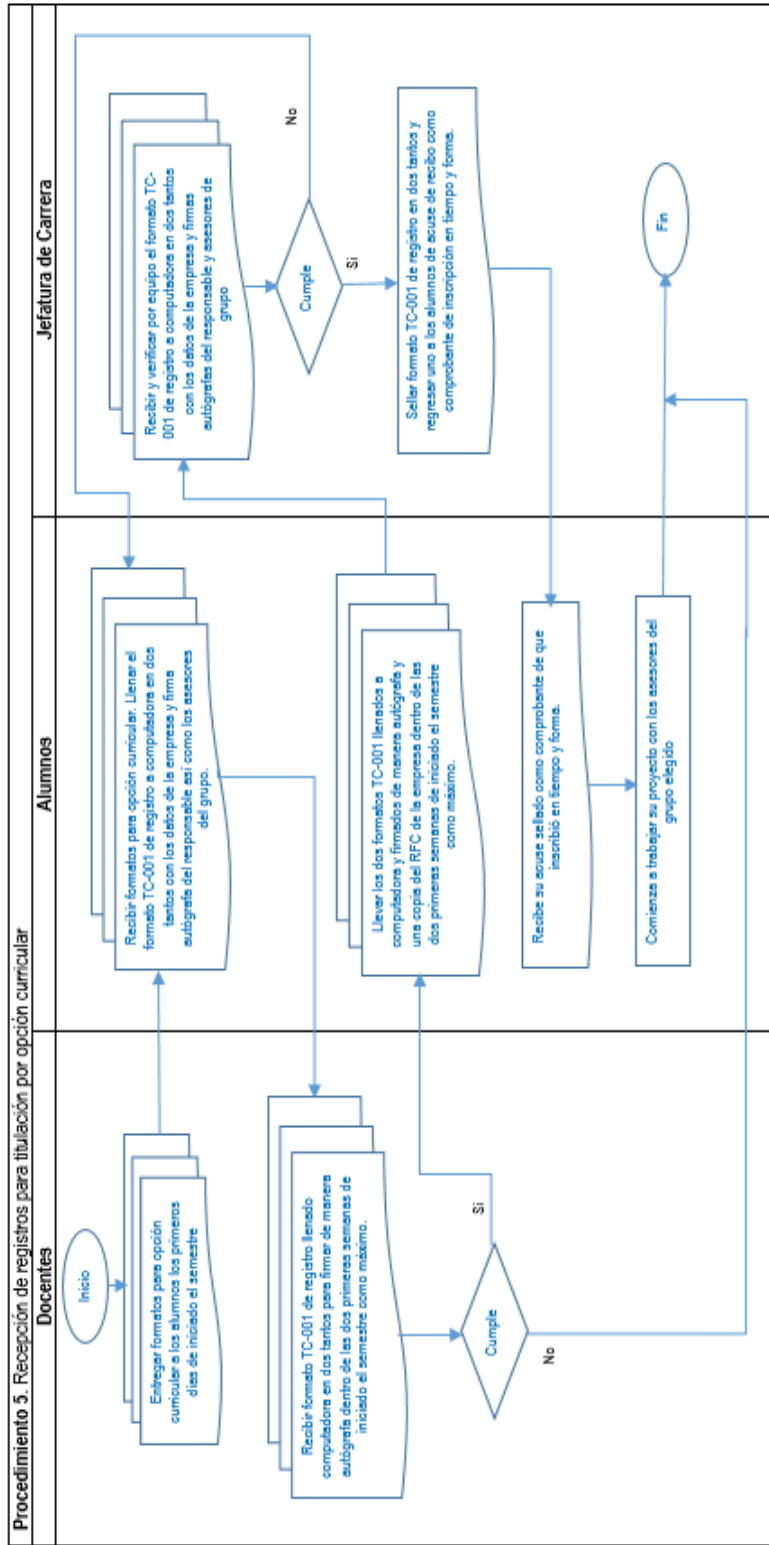 Procedimiento 5. Recepción de registros para titulación por opción curricular
Docentes
Alumnos
Jefatura de Carrera
Inicio
Entregar formatos para opción
curricular a los alumnos los primeros
días de iniciado el semestre
Recibir formatos para opción curricular. Llenar el
formato TC-001 de registro a computadora en dos
tantos con los datos de la empresa y firma
autógrafa del responsable así como los asesores
del grupo.
Recibir formato TC-001 de registro llenado
computadora en dos tantos para firmar de manera
autógrafa dentro de las dos primeras semanas de
iniciado el semestre como máximo.
Cumple
Si
No
Llevar los dos formatos TC-001 llenados a
computadora y firmados de manera autógrafa y
una copia del RFC de la empresa dentro de las
dos primeras semanas de iniciado el semestre
como máximo.
Recibir y verificar por equipo el formato TC-
001 de registro a computadora en dos tantos
con los datos de la empresa y firmas
autógrafas del responsable y asesores de
grupo
Cumple
No
Si
Sellar formato TC-001 de registro en dos tantos y
regresar uno a los alumnos de acuse de recibo como
comprobante de inscripción en tiempo y forma.
Recibe su acuse sellado como comprobante de que
inscribió en tiempo y forma.
Comienza a trabajar su proyecto con los asesores del
grupo elegido
Fin